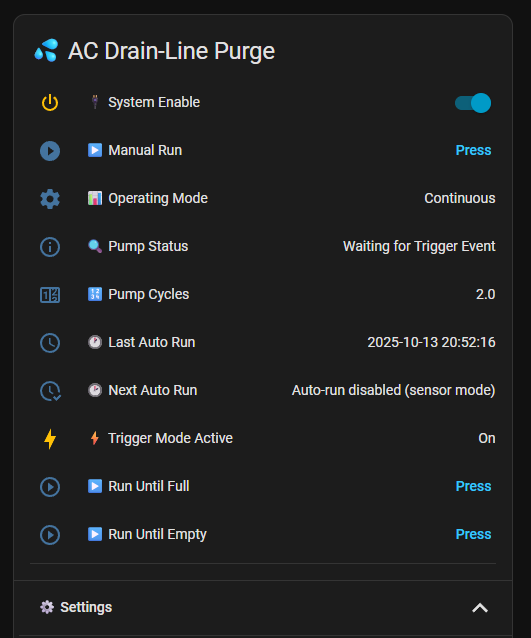 AC Drain-Line Purge
System Enable
Manual Run Press
Operating Mode Continuous
Pump Status Waiting for Trigger Event
Pump Cycles 2.0
Last Auto Run 2025-10-13 20:52:16
Next Auto Run Auto-run disabled (sensor mode)
Trigger Mode Active On
Run Until Full Press
Run Until Empty Press
Settings